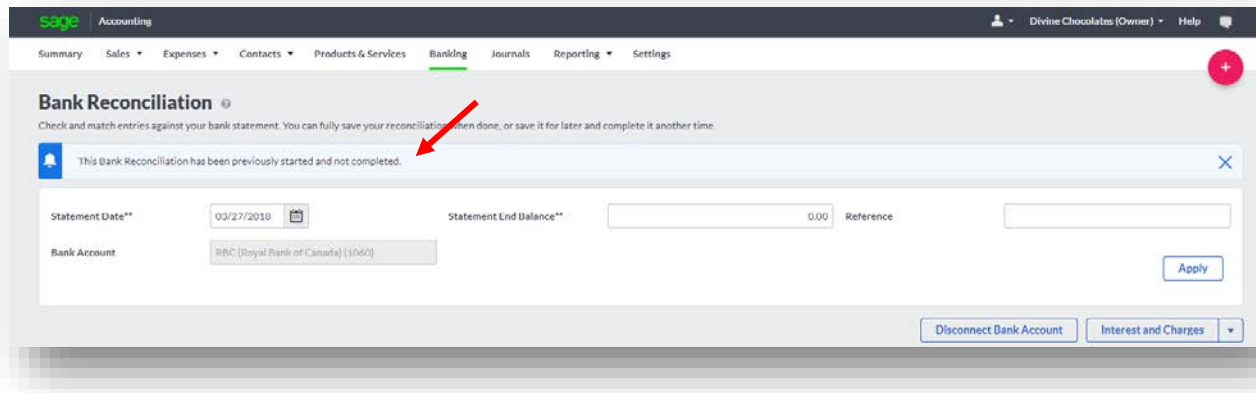 sage Accounting Divine Chocolates (Owner) Help
Summary Sales Expenses Contacts Products & Services Banking Journals Reporting Settings
+
Bank Reconciliation
Check and match entries against your bank statement. You can fully save your reconciliation when done, or save it for later and complete it another time.
This Bank Reconciliation has been previously started and not completed.
Statement Date** 03/27/2018 Statement End Balance** 0.00 Reference
Bank Account RBC (Royal Bank of Canada) (1060)
Apply
Disconnect Bank Account Interest and Charges